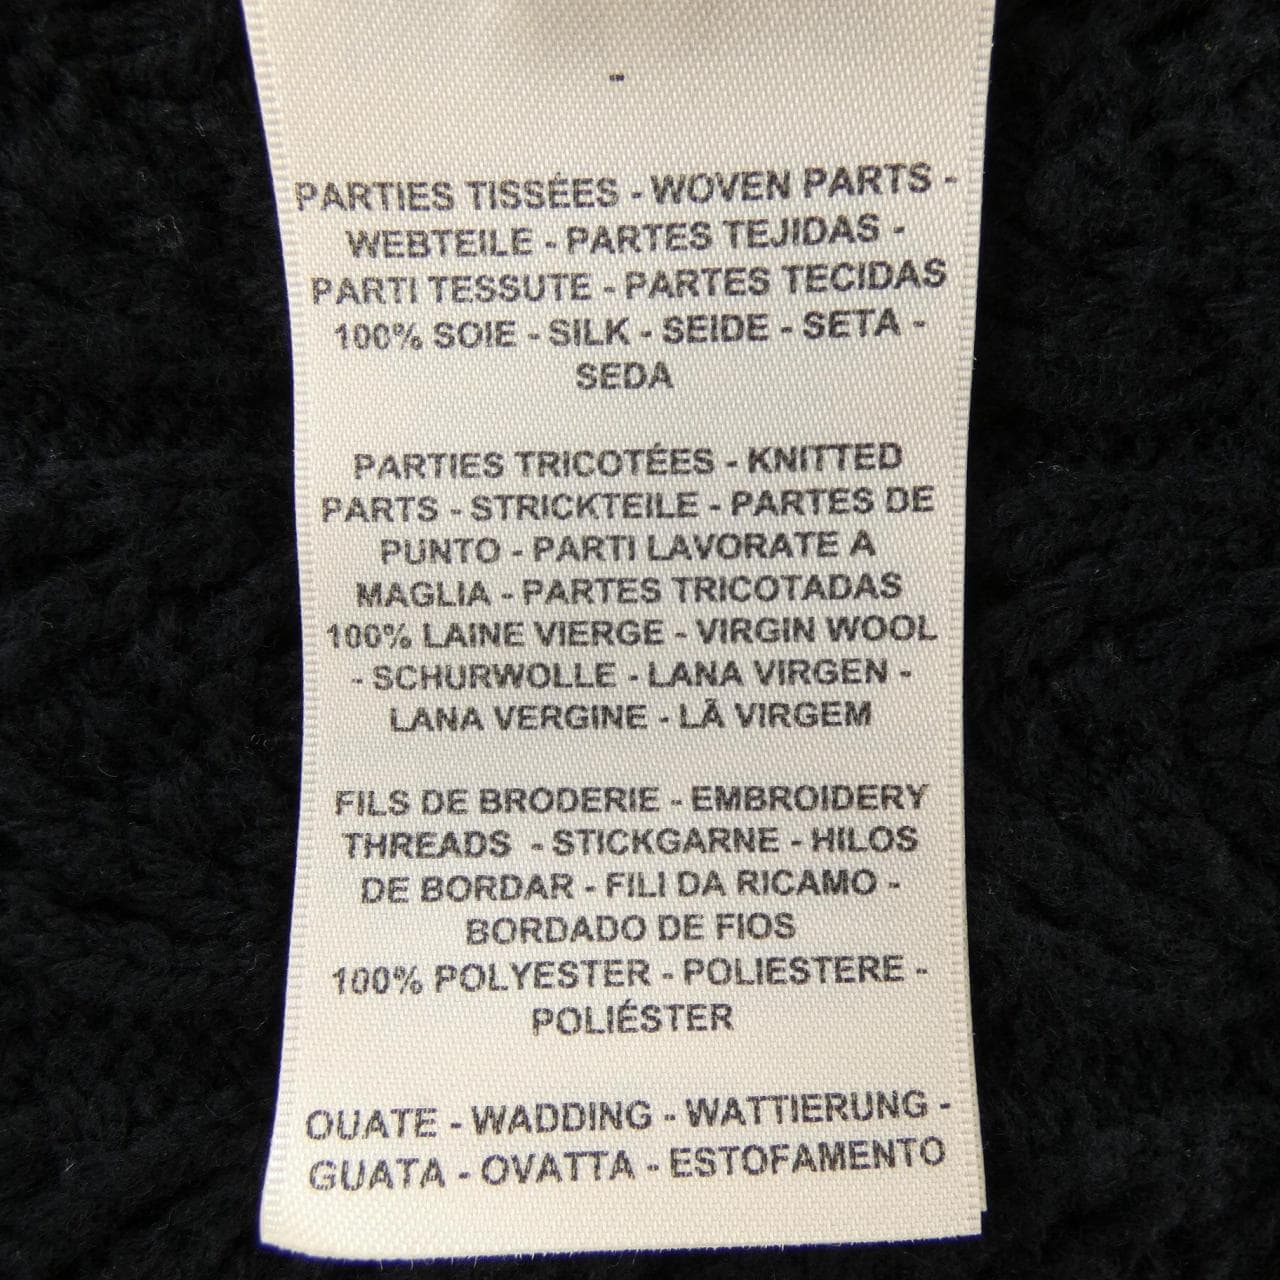 -
PARTIES TISSÉES - WOVEN PARTS -
WEBTEILE - PARTES TEJIDAS -
PARTI TESSUTE - PARTES TECIDAS
100% SOIE - SILK - SEIDE - SETA -
SEDA
PARTIES TRICOTÉES - KNITTED
PARTS - STRICKTEILE - PARTES DE
PUNTO - PARTI LAVORATE A
MAGLIA - PARTES TRICOTADAS
100% LAINE VIERGE - VIRGIN WOOL
- SCHURWOLLE - LANA VIRGEN -
LANA VERGINE - LÃ VIRGEM
FILS DE BRODERIE - EMBROIDERY
THREADS - STICKGARNE - HILOS
DE BORDAR - FILI DA RICAMO -
BORDADO DE FIOS
100% POLYESTER - POLIESTERE -
POLIÉSTER
OUATE - WADDING - WATTIERUNG -
GUATA - OVATTA - ESTOFAMENTO